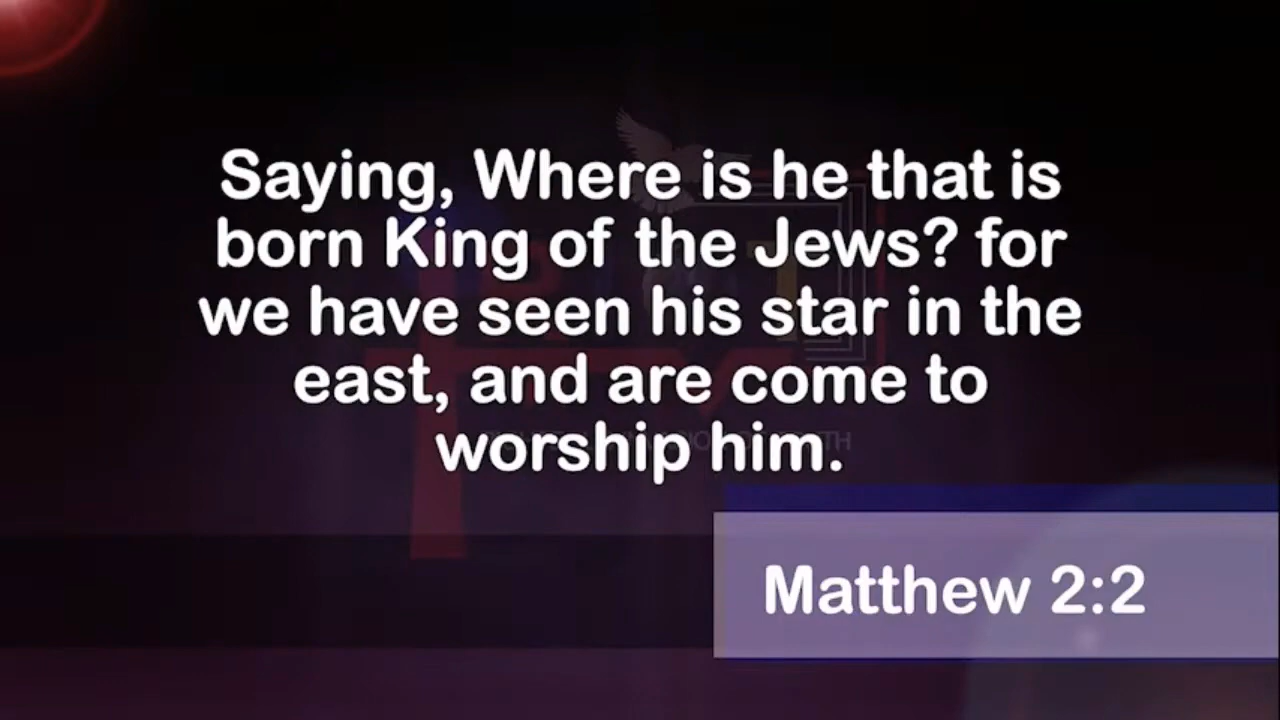 Saying, Where is he that is
born King of the Jews? for
we have seen his star in the
east, and are come to
worship him.
Matthew 2:2